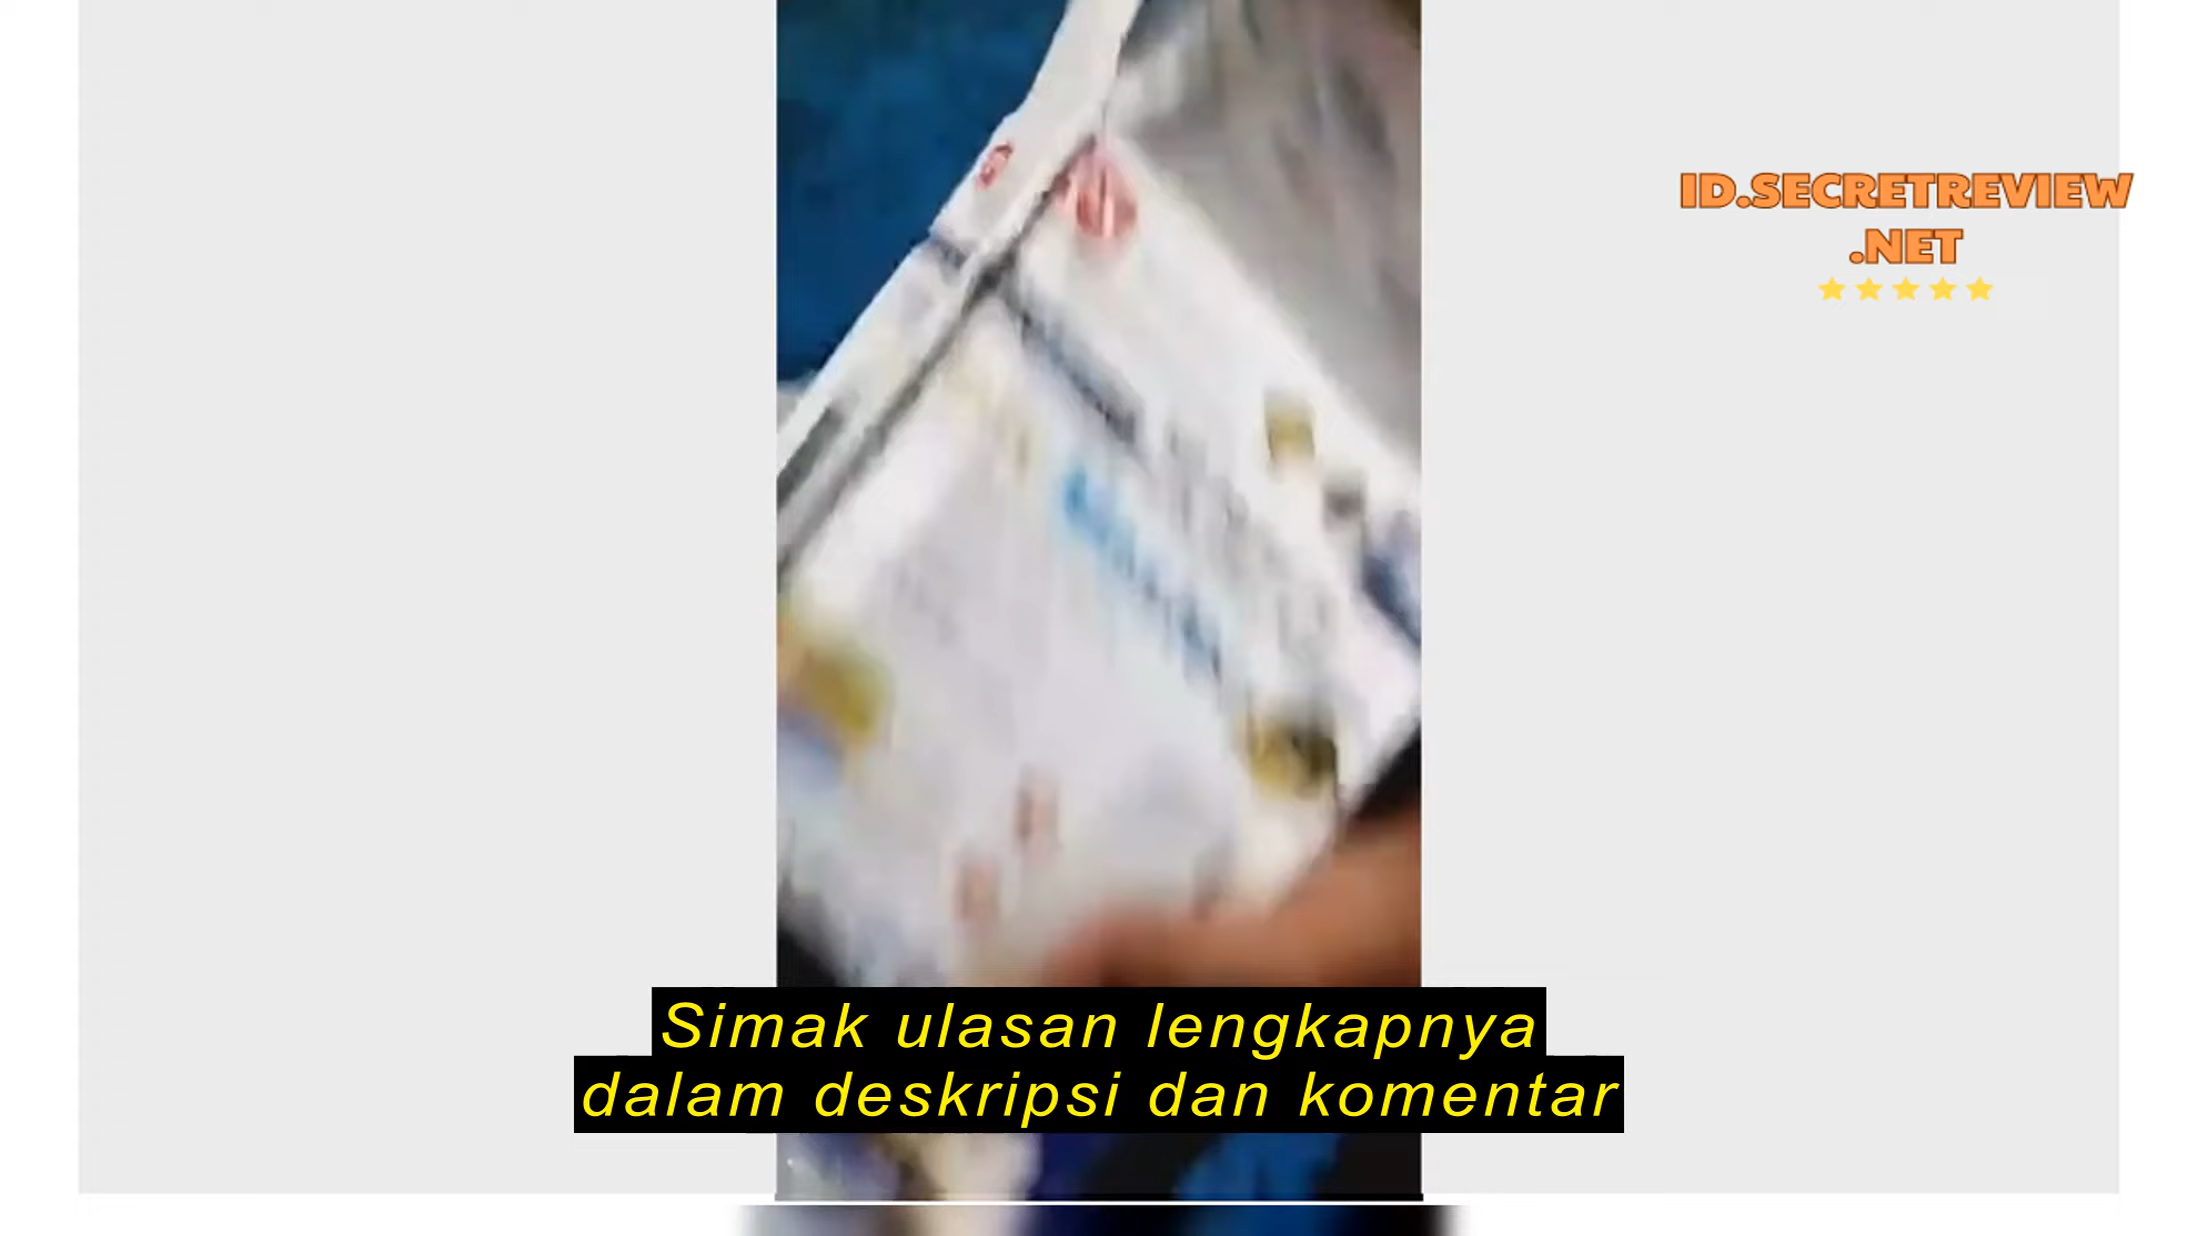 ID.SECRETREVIEW
.NET
Simak ulasan lengkapnya
dalam deskripsi dan komentar